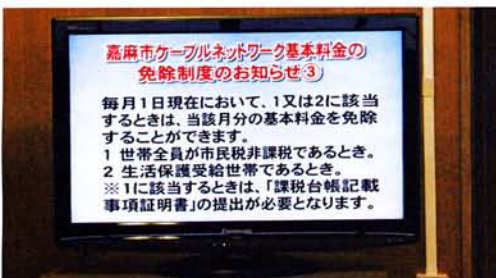 嘉麻市ケーブルネットワーク基本料金の
免除制度のお知らせ③
毎月1日現在において、1又は2に該当
するときは、当該月分の基本料金を免除
することができます。
1 世帯全員が市民税非課税であるとき。
2 生活保護受給世帯であるとき。
※1に該当するときは、「課税台帳記載
事項証明書」の提出が必要となります。